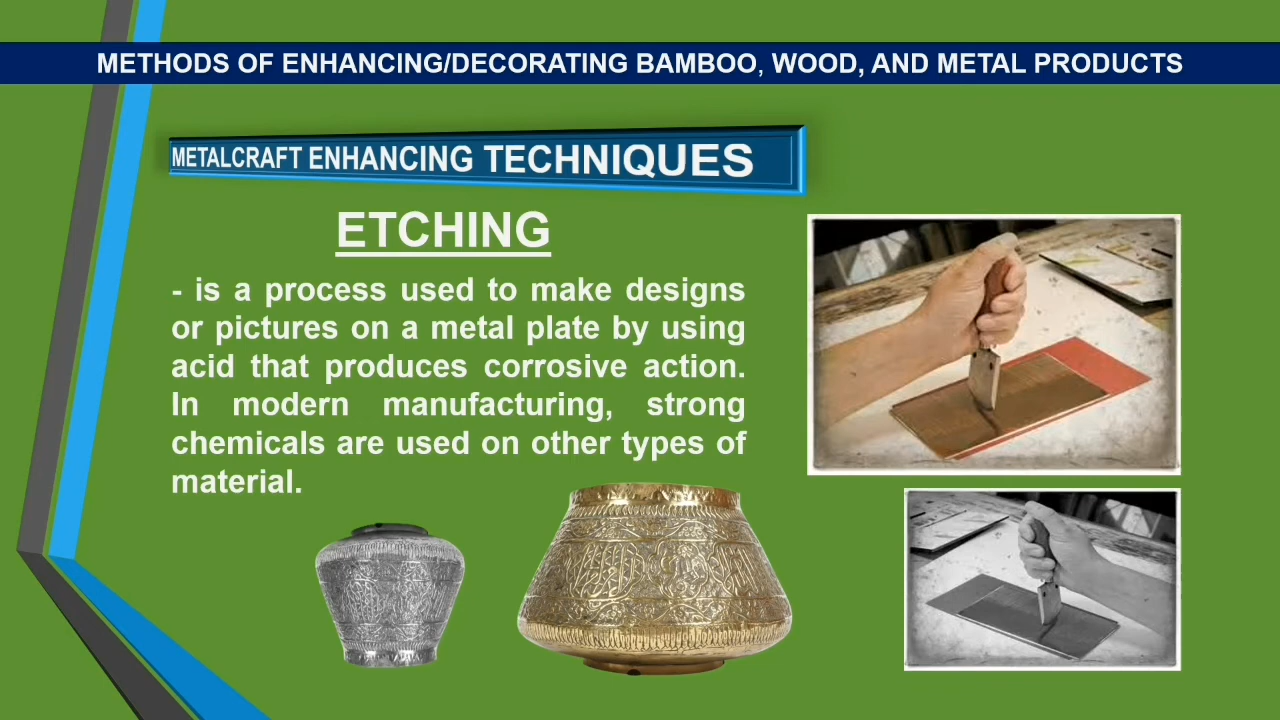 METHODS OF ENHANCING/DECORATING BAMBOO, WOOD, AND METAL PRODUCTS
METALCRAFT ENHANCING TECHNIQUES
ETCHING
- is a process used to make designs
or pictures on a metal plate by using
acid that produces corrosive action.
In modern manufacturing, strong
chemicals are used on other types of
material.